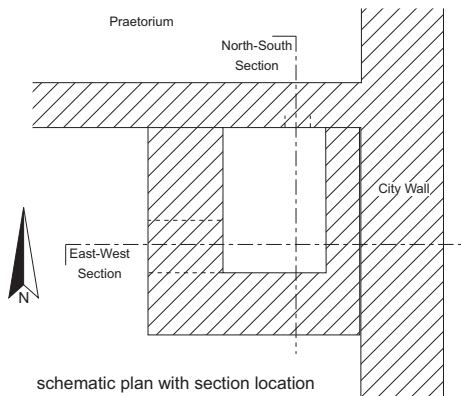 Praetorium
North-South
Section
City Wall
East-West
Section
N
schematic plan with section location